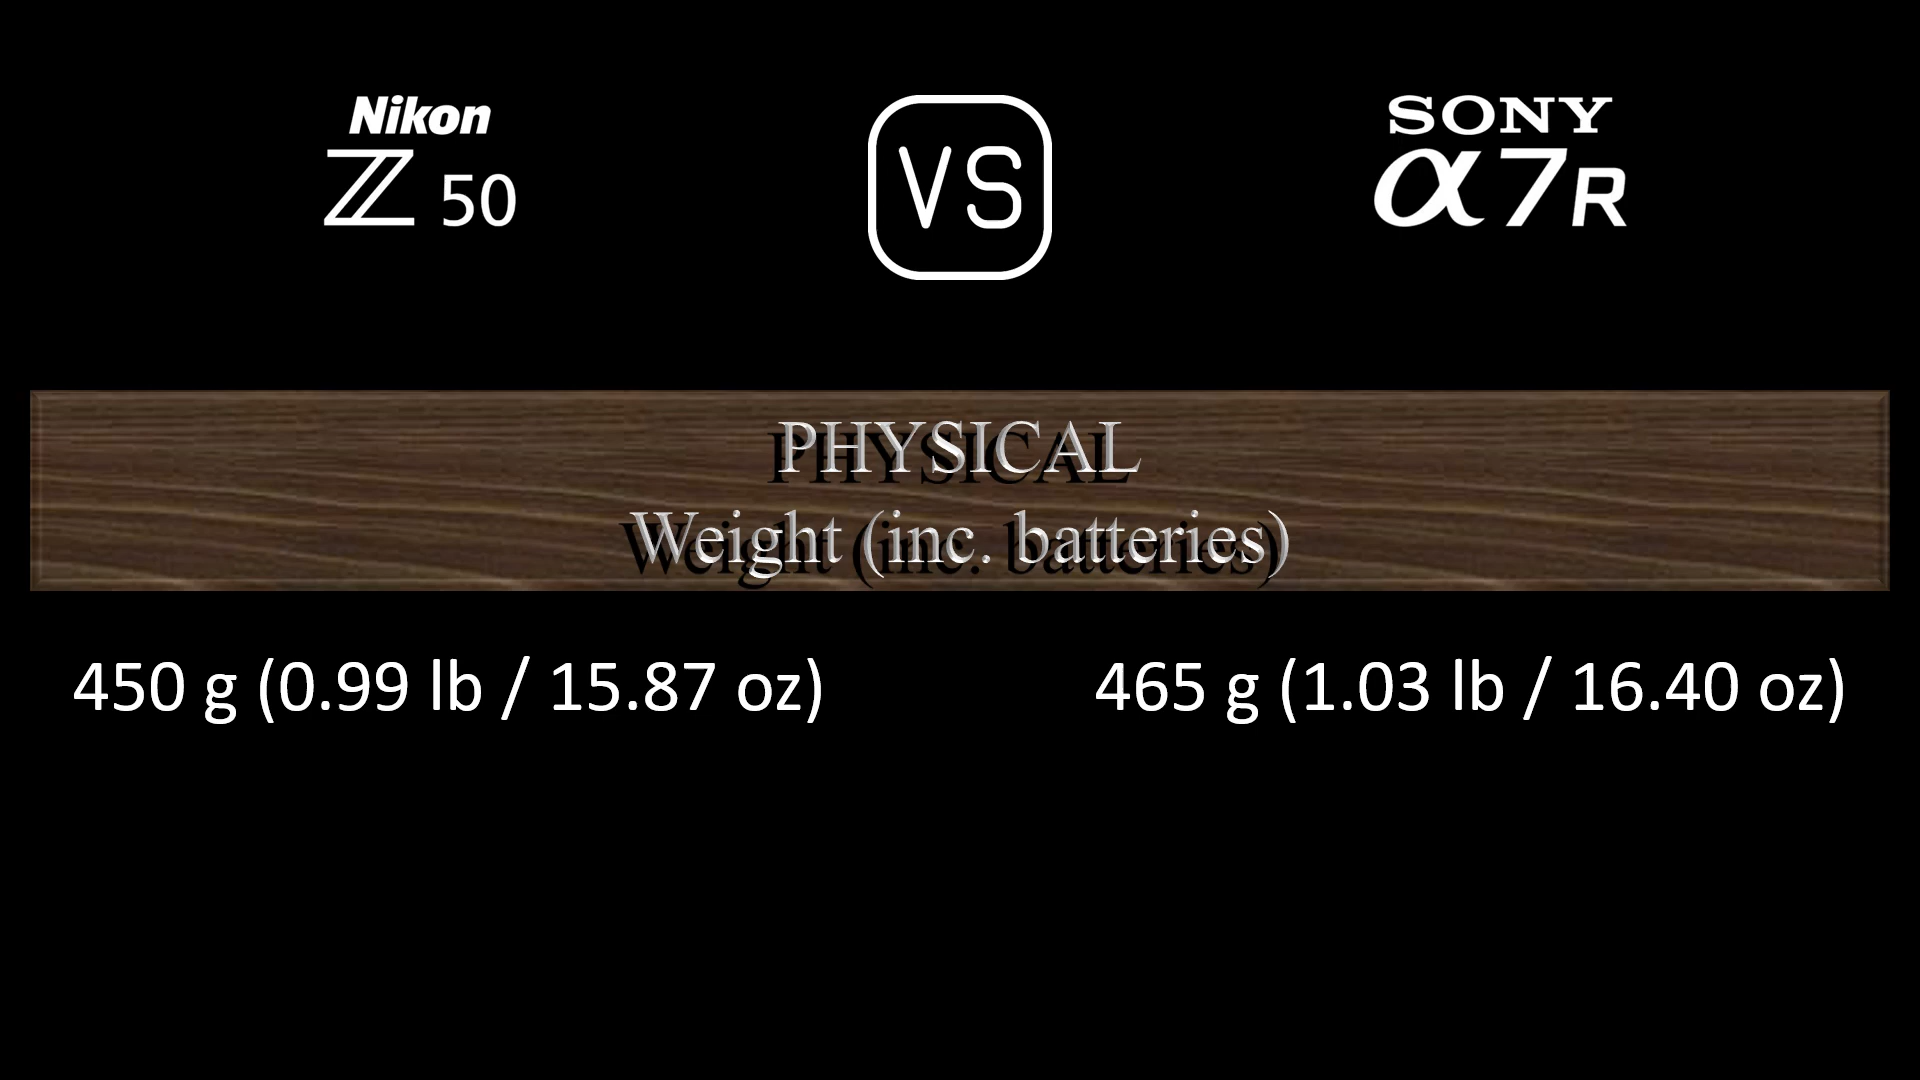 Nikon
Z 50
VS
SONY
α7R
PHYSICAL
Weight (inc. batteries)
450 g (0.99 lb / 15.87 oz)
465 g (1.03 lb / 16.40 oz)